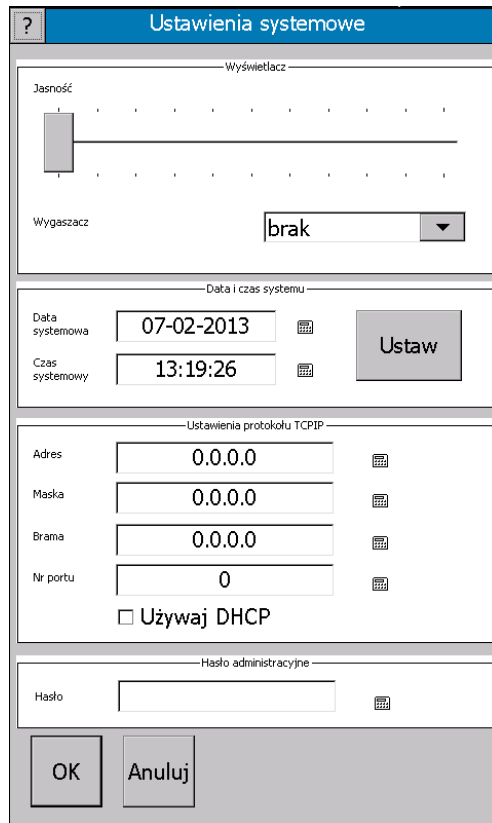 ?
Ustawienia systemowe
Wyświetlacz
Jasność
Wygaszacz
brak
Data i czas systemu
Data
systemowa
07-02-2013
Czas
systemowy
13:19:26
Ustaw
Ustawienia protokołu TCPIP
Adres
0.0.0.0
Maska
0.0.0.0
Brama
0.0.0.0
Nr portu
0
Używaj DHCP
Hasło administracyjne
Hasło
OK
Anuluj